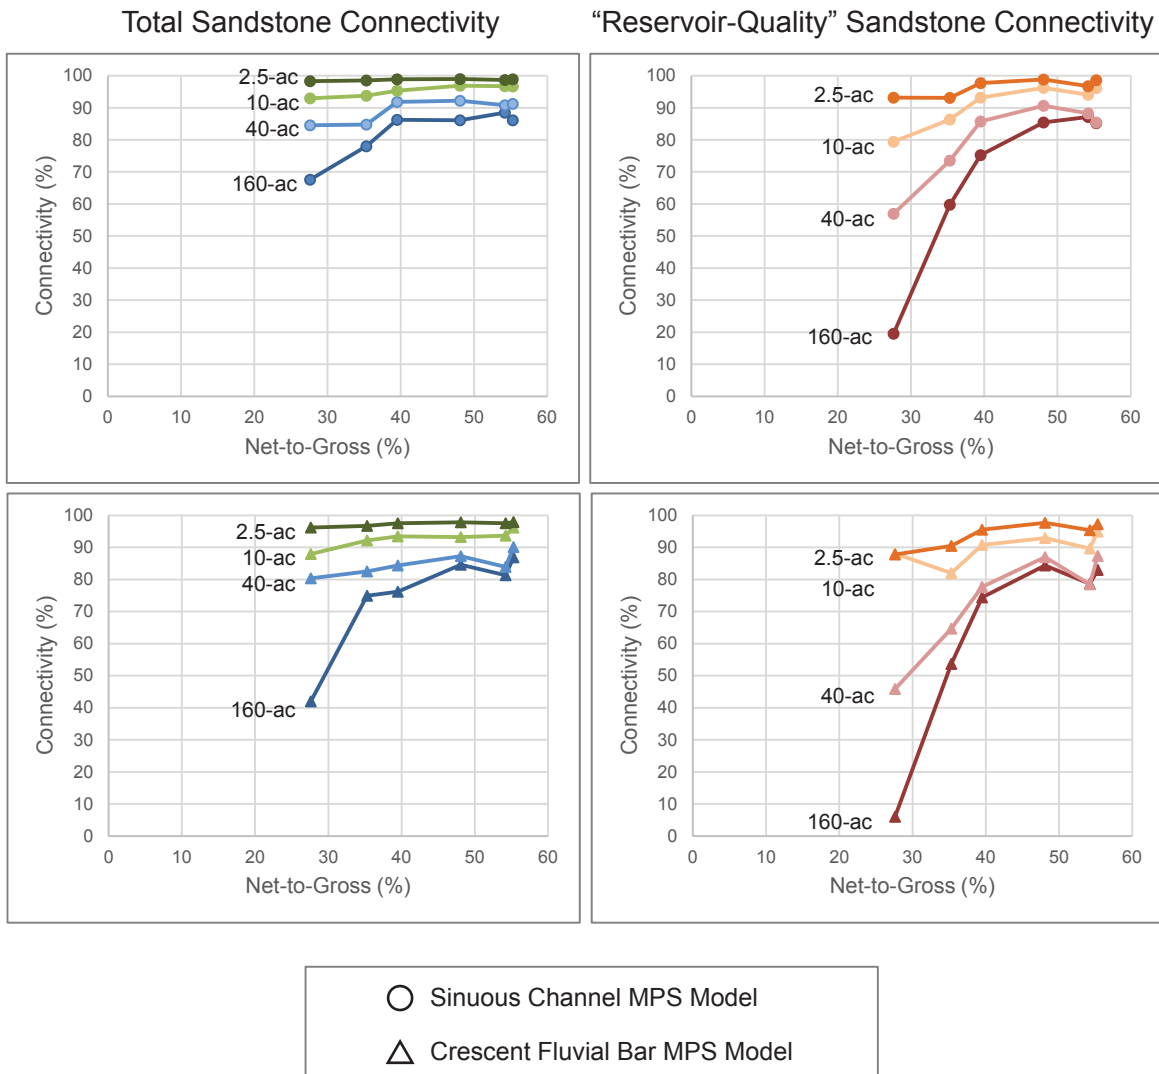 Total Sandstone Connectivity
“Reservoir-Quality” Sandstone Connectivity
100
90
80
70
60
50
40
30
20
10
0
Connectivity (%)
2.5-ac
10-ac
40-ac
160-ac
0 10 20 30 40 50 60
Net-to-Gross (%)
100
90
80
70
60
50
40
30
20
10
0
Connectivity (%)
2.5-ac
10-ac
40-ac
160-ac
0 10 20 30 40 50 60
Net-to-Gross (%)
100
90
80
70
60
50
40
30
20
10
0
Connectivity (%)
2.5-ac
10-ac
40-ac
160-ac
0 10 20 30 40 50 60
Net-to-Gross (%)
100
90
80
70
60
50
40
30
20
10
0
Connectivity (%)
2.5-ac
10-ac
40-ac
160-ac
0 10 20 30 40 50 60
Net-to-Gross (%)
Sinuous Channel MPS Model
Crescent Fluvial Bar MPS Model